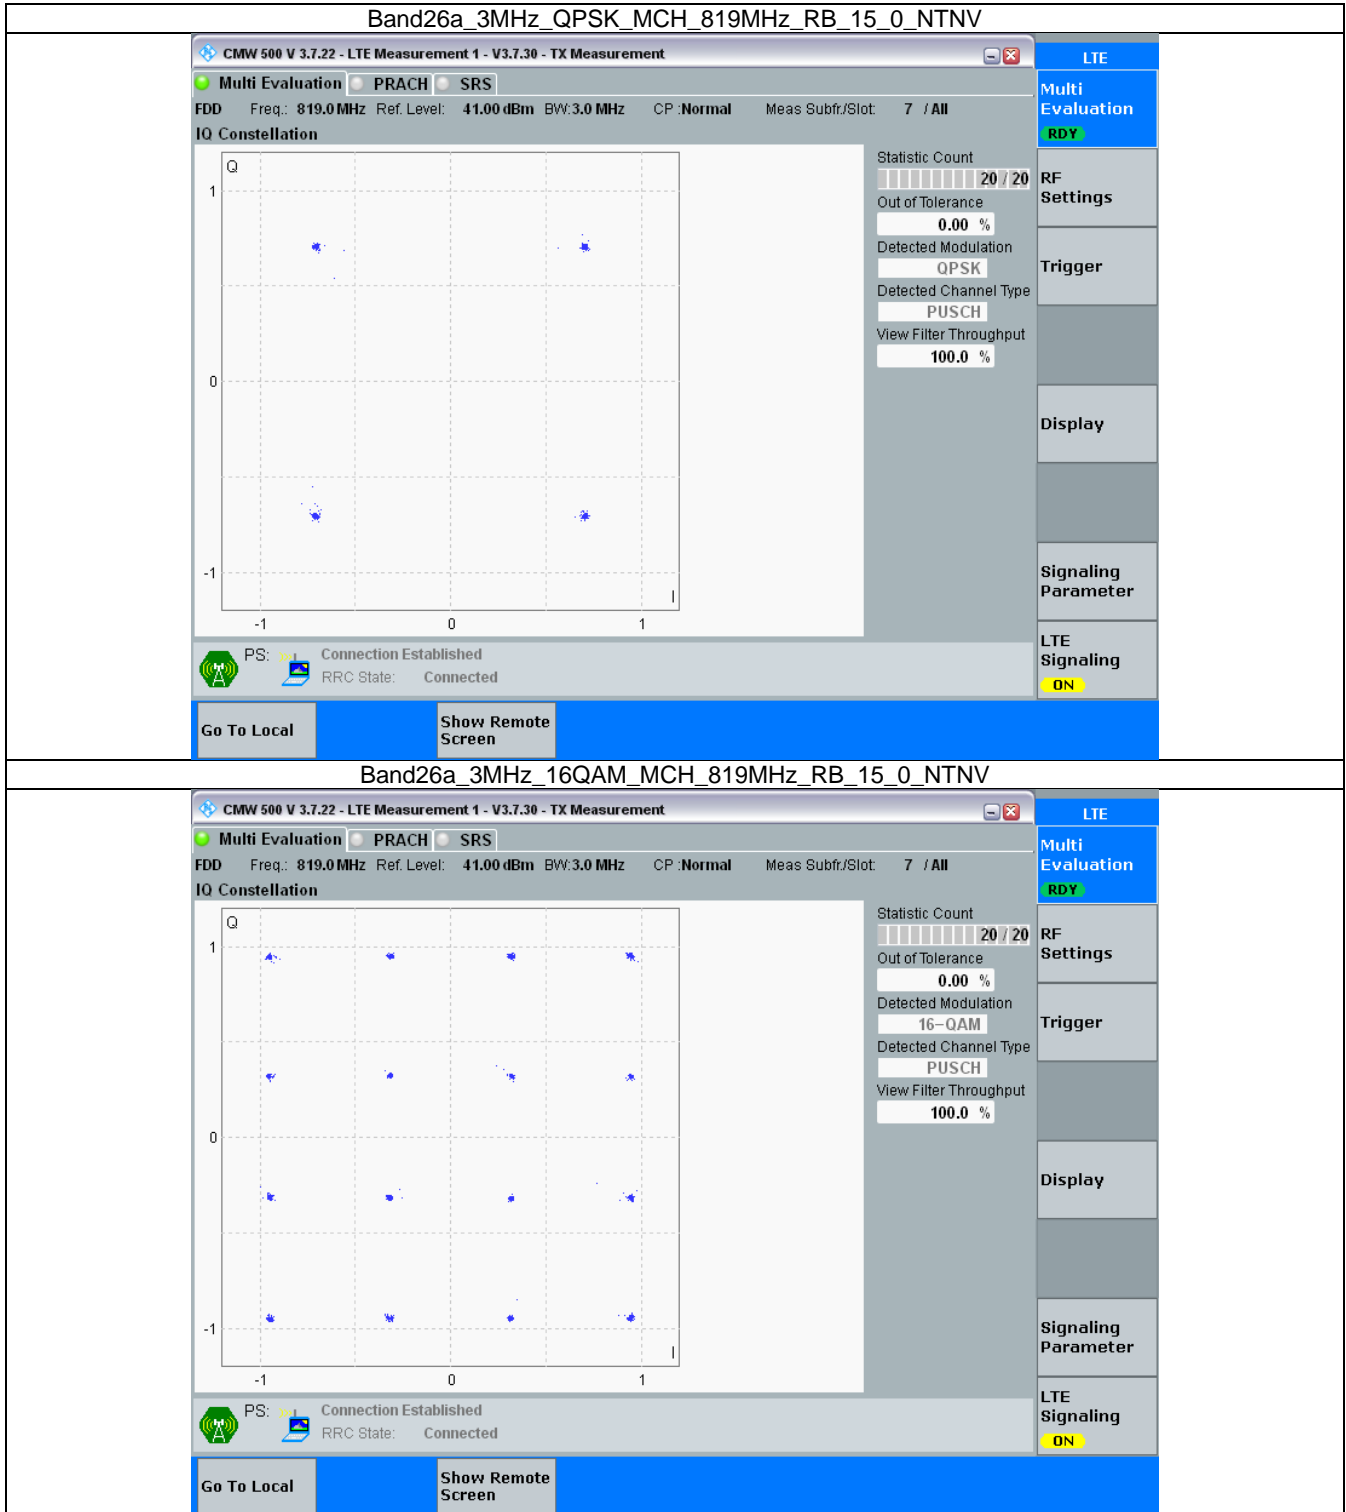 Band26a_3MHz_QPSK_MCH_819MHz_RB_15_0_NTNV
CMW 500 V 3.7.22 - LTE Measurement 1 - V3.7.30 - TX Measurement
LTE
Multi Evaluation PRACH SRS
Multi
Evaluation
RDY
FDD Freq.: 819.0 MHz Ref. Level: 41.00 dBm BW: 3.0 MHz CP : Normal Meas Subfr./Slot: 7 / All
IQ Constellation
Q
1
0
-1
I
-1 0 1
Statistic Count
20 / 20
Out of Tolerance
0.00 %
Detected Modulation
QPSK
Detected Channel Type
PUSCH
View Filter Throughput
100.0 %
RF
Settings
Trigger
Display
Signaling
Parameter
LTE
Signaling
ON
PS: Connection Established
RRC State: Connected
Go To Local
Show Remote
Screen
Band26a_3MHz_16QAM_MCH_819MHz_RB_15_0_NTNV
CMW 500 V 3.7.22 - LTE Measurement 1 - V3.7.30 - TX Measurement
LTE
Multi Evaluation PRACH SRS
Multi
Evaluation
RDY
FDD Freq.: 819.0 MHz Ref. Level: 41.00 dBm BW: 3.0 MHz CP : Normal Meas Subfr./Slot: 7 / All
IQ Constellation
Q
1
0
-1
I
-1 0 1
Statistic Count
20 / 20
Out of Tolerance
0.00 %
Detected Modulation
16-QAM
Detected Channel Type
PUSCH
View Filter Throughput
100.0 %
RF
Settings
Trigger
Display
Signaling
Parameter
LTE
Signaling
ON
PS: Connection Established
RRC State: Connected
Go To Local
Show Remote
Screen